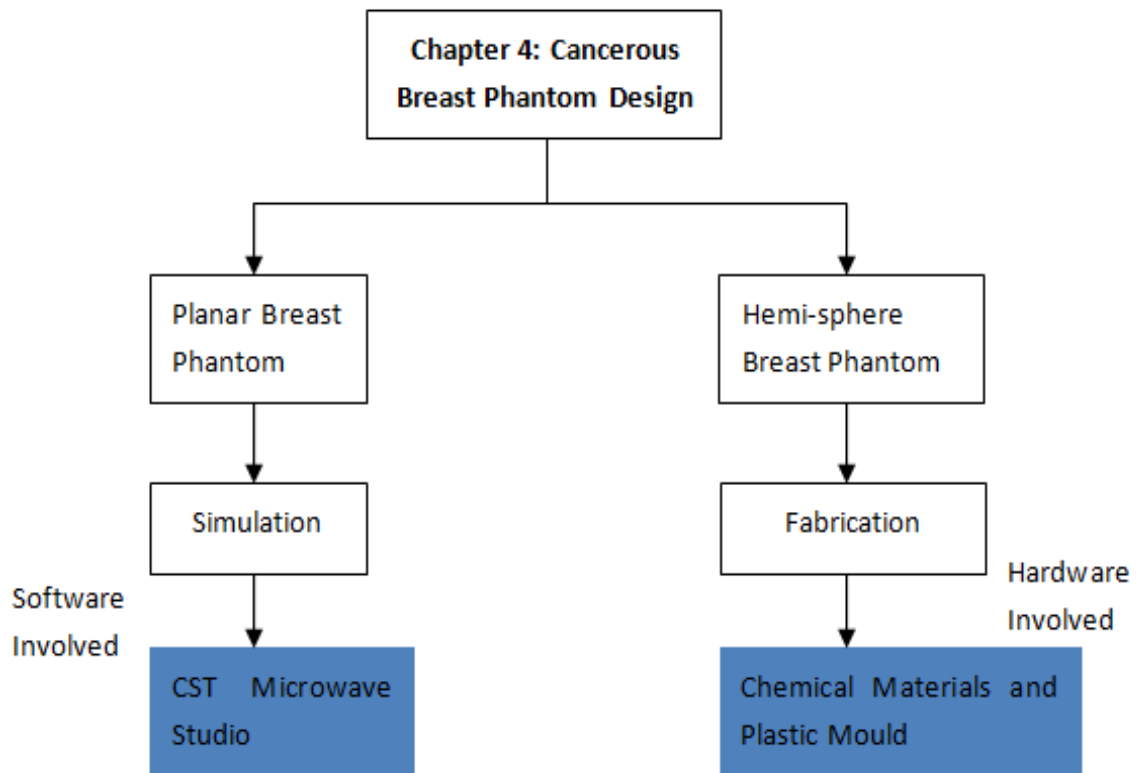 Chapter 4: Cancerous
Breast Phantom Design
Planar Breast
Phantom
Hemi-sphere
Breast Phantom
Simulation
Fabrication
Software
Involved
Hardware
Involved
CST Microwave
Studio
Chemical Materials and
Plastic Mould